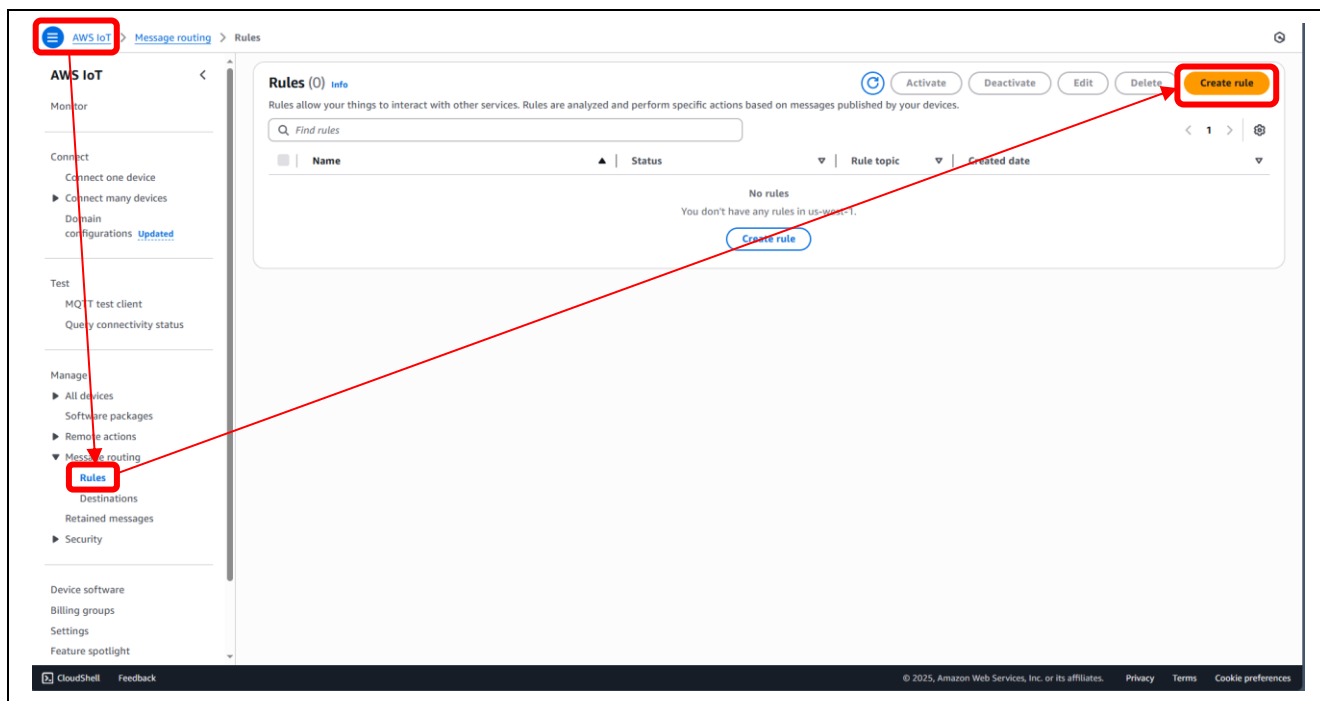 AWS IoT > Message routing > Rules
AWS IoT
Monitor
Connect
Connect one device
Connect many devices
Domain
configurations Updated
Test
MQTT test client
Query connectivity status
Manage
All devices
Software packages
Remote actions
Message routing
Rules
Destinations
Retained messages
Security
Device software
Billing groups
Settings
Feature spotlight
Rules (0) Info
Activate Deactivate Edit Delete Create rule
Rules allow your things to interact with other services. Rules are analyzed and perform specific actions based on messages published by your devices.
Find rules
< 1 >
Name Status Rule topic Created date
No rules
You don't have any rules in us-west-1.
Create rule
CloudShell Feedback © 2025, Amazon Web Services, Inc. or its affiliates. Privacy Terms Cookie preferences